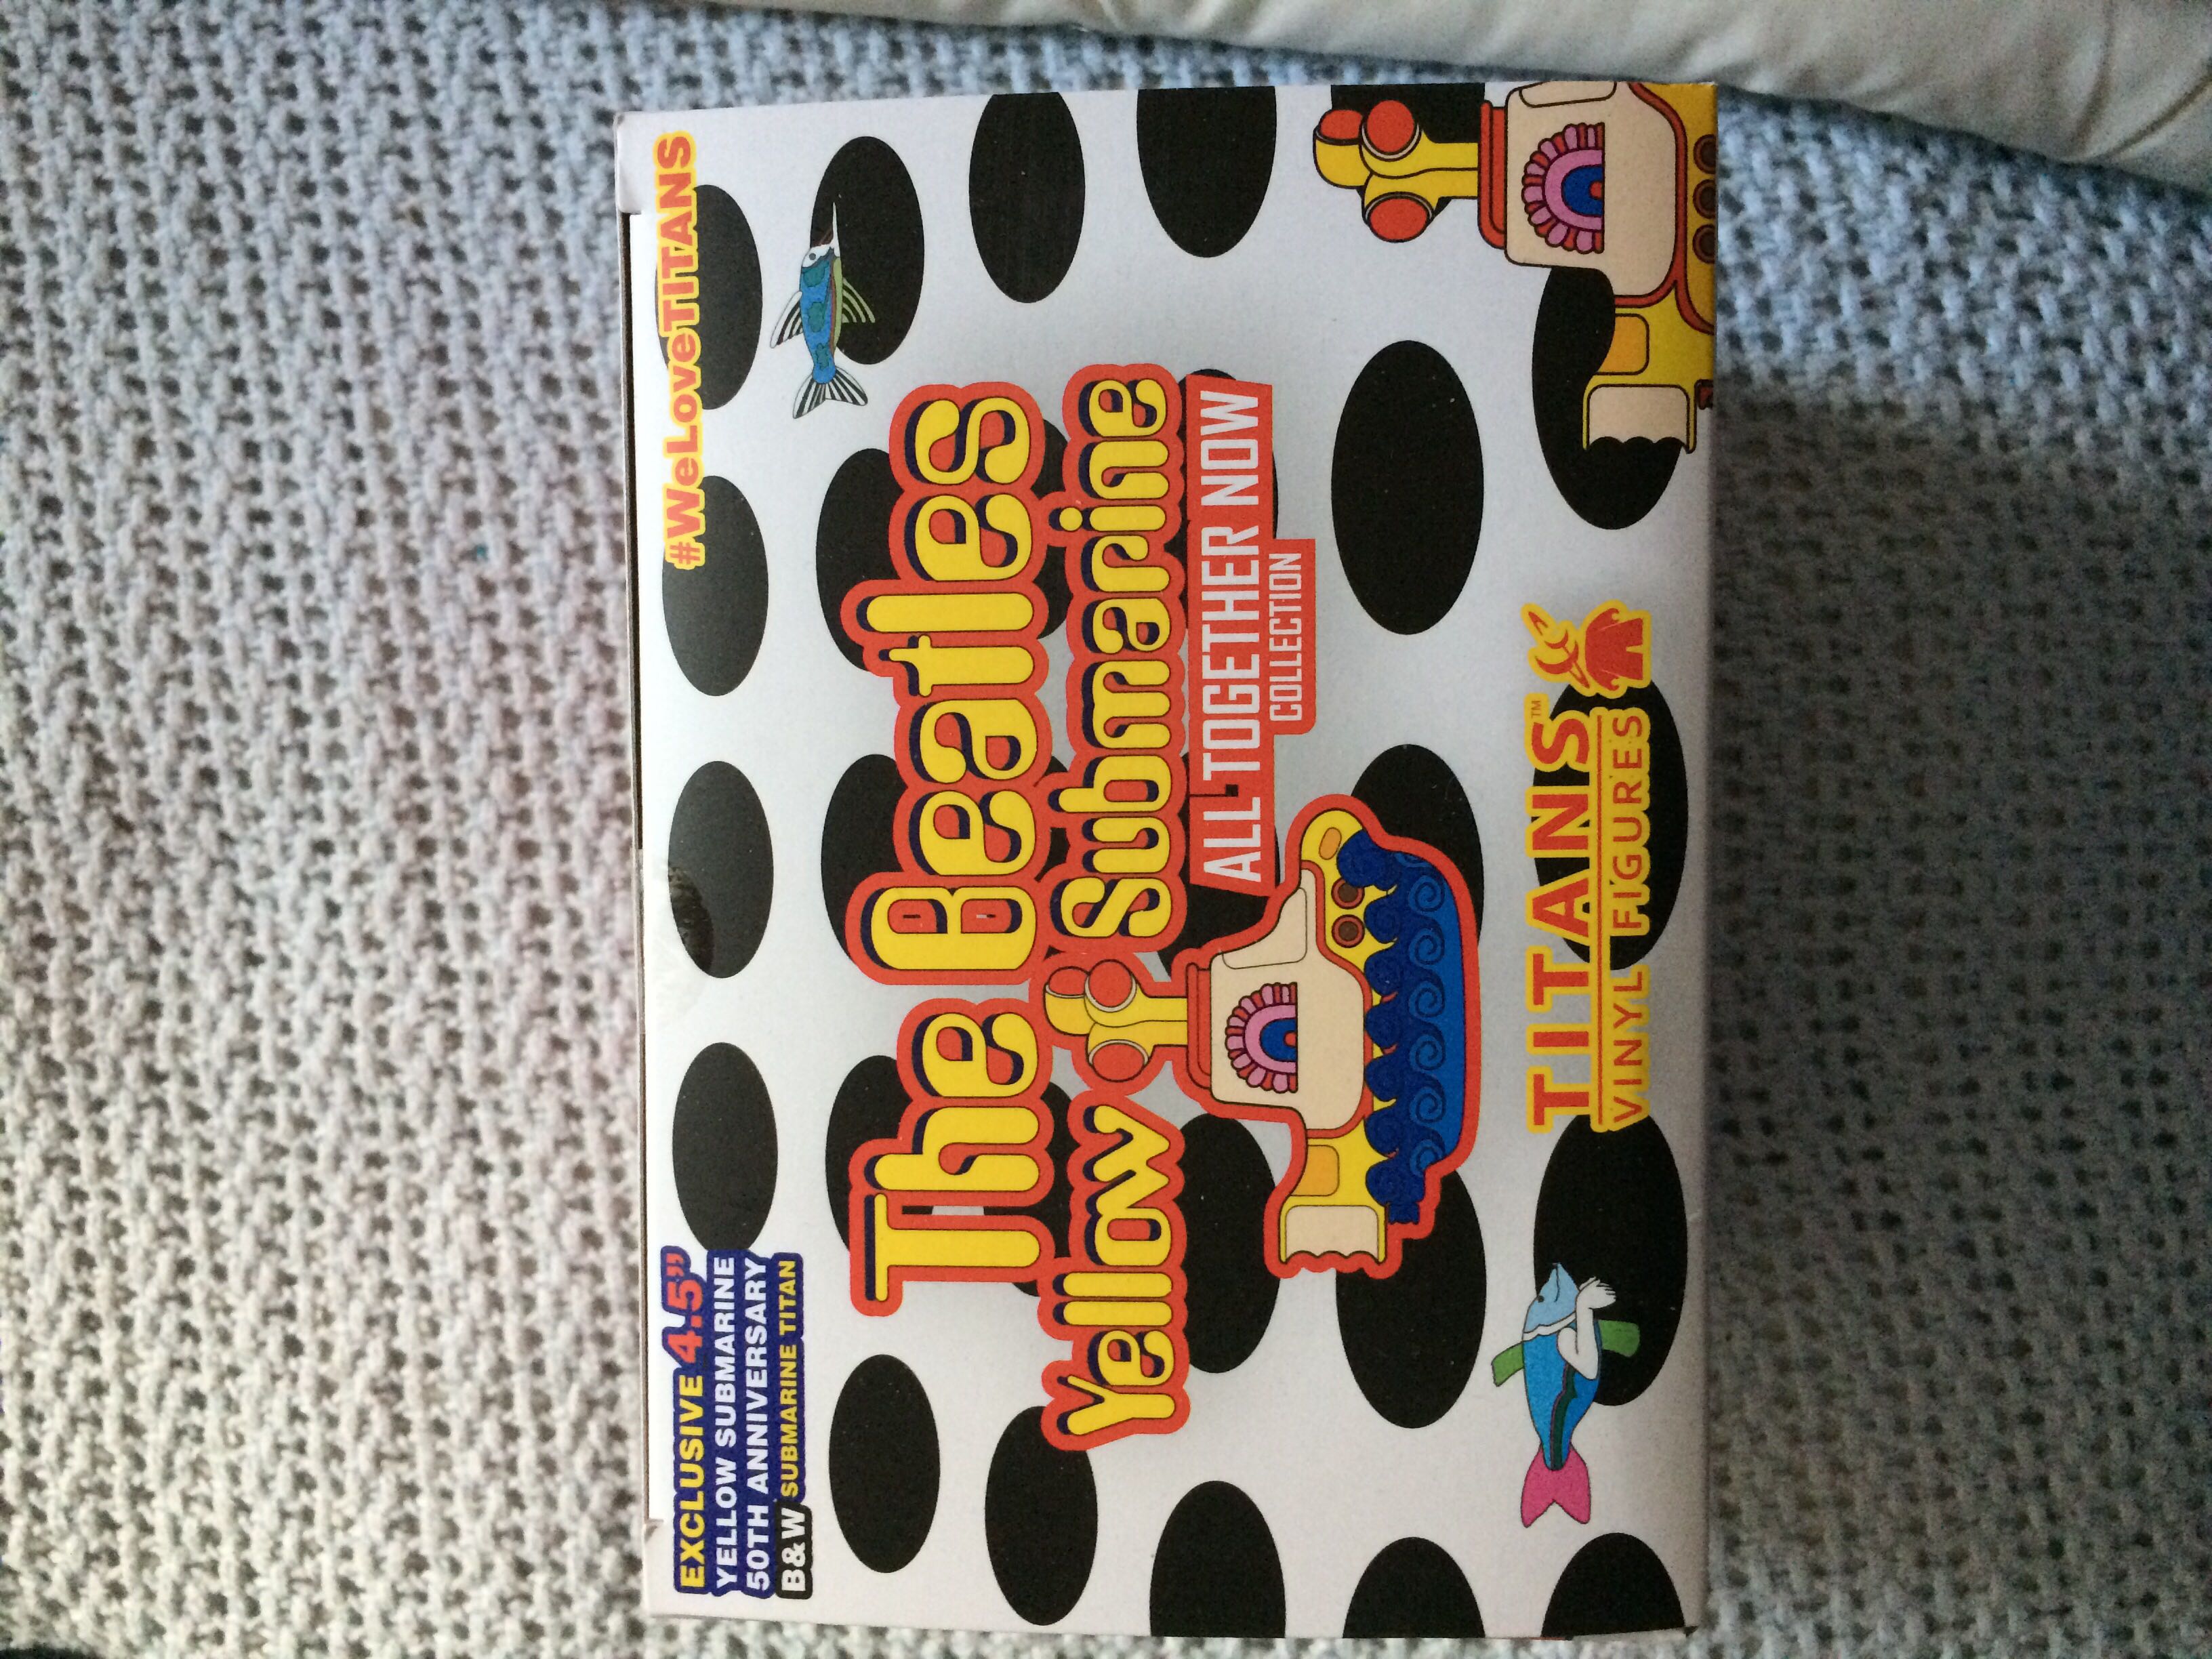 EXCLUSIVE 4.5"
YELLOW SUBMARINE
50TH ANNIVERSARY
B&W SUBMARINE TITAN
#WeLoveTITANS
The Beatles
Yellow Submarine
ALL TOGETHER NOW
COLLECTION
TITANS™
VINYL FIGURES